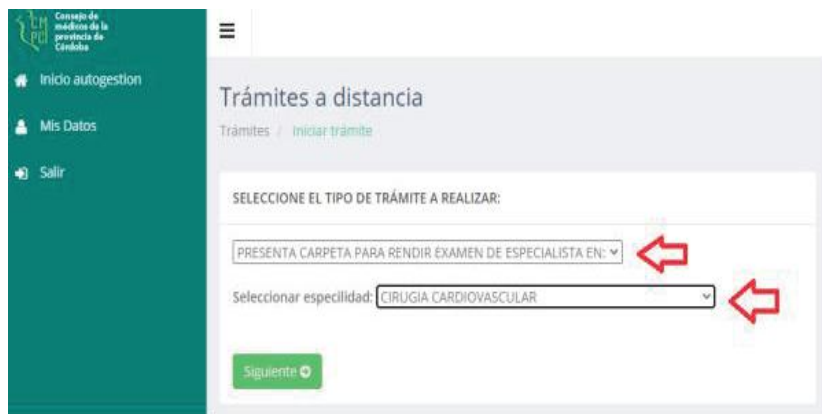 Consejo de
médicos de la
provincia de
Córdoba
Inicio autogestion
Mis Datos
Salir
Trámites a distancia
Trámites / Iniciar trámite
SELECCIONE EL TIPO DE TRÁMITE A REALIZAR:
PRESENTA CARPETA PARA RENDIR EXAMEN DE ESPECIALISTA EN:
Seleccionar especilidad: CIRUGIA CARDIOVASCULAR
Siguiente